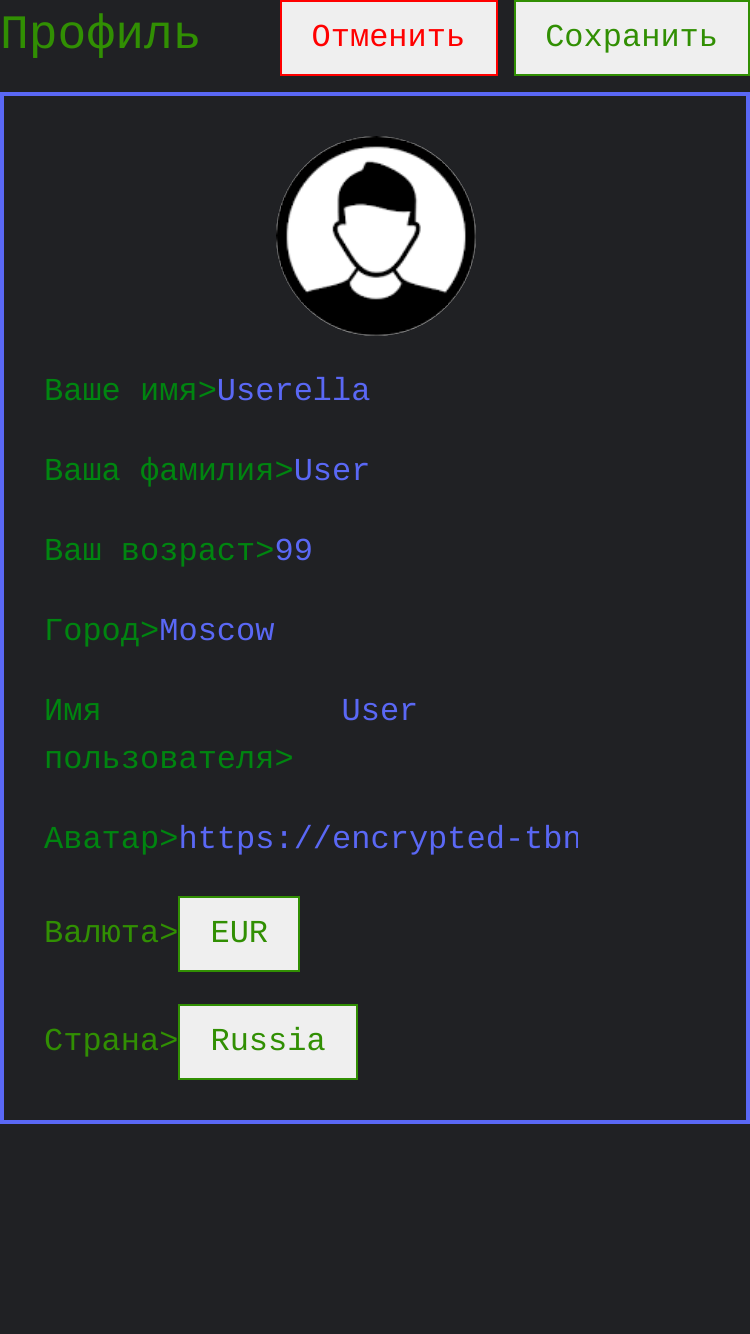 Профиль Отменить Сохранить
Ваше имя>Userella
Ваша фамилия>User
Ваш возраст>99
Город>Moscow
Имя User
пользователя>
Аватар>https://encrypted-tbn
Валюта>EUR
Страна>Russia